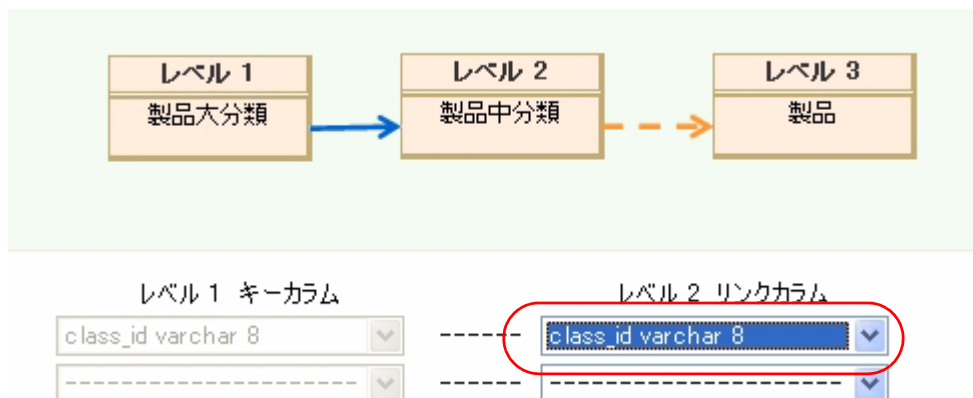 レベル 1 レベル 2 レベル 3
製品大分類 製品中分類 製品
レベル 1 キーカラム レベル 2 リンクカラム
class_id varchar 8 ------ class_id varchar 8
-------------------- ------ --------------------